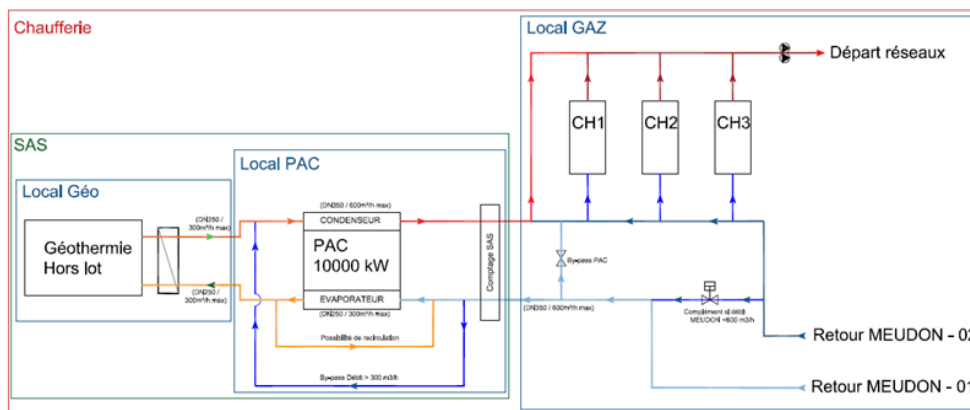 Chaufferie
Local GAZ
Départ réseaux
CH1
CH2
CH3
SAS
Local PAC
Local Géo
(DN350 / 600m³/h max)
(DN250 /
300m³/h max)
CONDENSEUR
Géothermie
Hors lot
PAC
10000 kW
Comptage SAS
By-pass PAC
EVAPORATEUR
(DN250 /
300m³/h max)
(DN250 / 300m³/h max)
(DN350 / 600m³/h max)
Complément si débit
MEUDON <600 m3/h
Possibilité de recirculation
Retour MEUDON - 02
By-pass Débit > 300 m3/h
Retour MEUDON - 01